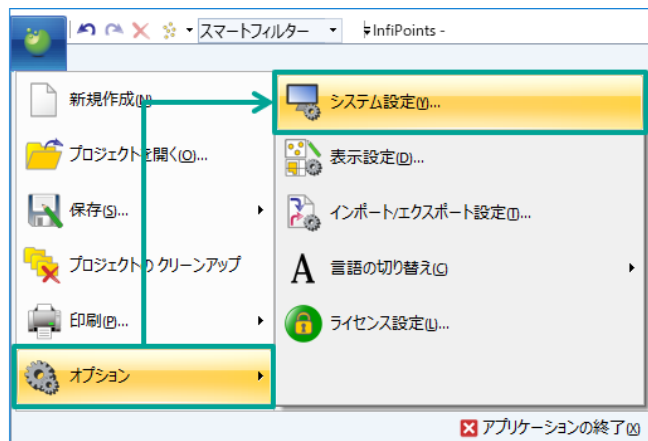 スマートフィルター
InfiPoints -
新規作成(N)
プロジェクトを開く(O)...
保存(S)...
プロジェクトの クリーンアップ
印刷(P)...
オプション
システム設定(Y)...
表示設定(D)...
インポート/エクスポート設定(I)...
A 言語の切り替え(C)
ライセンス設定(L)...
アプリケーションの終了(X)